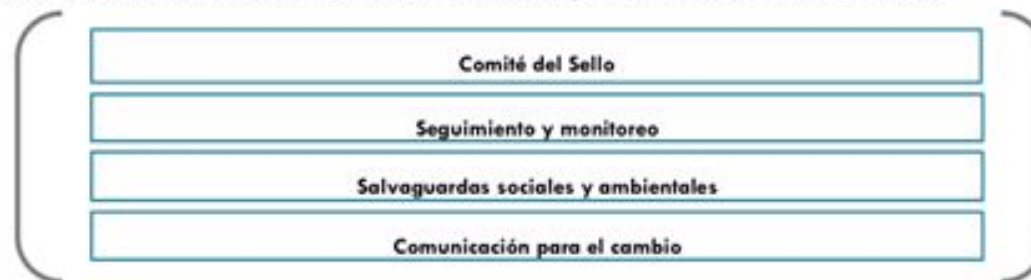 Comité del Sello
Seguimiento y monitoreo
Salvaguardas sociales y ambientales
Comunicación para el cambio